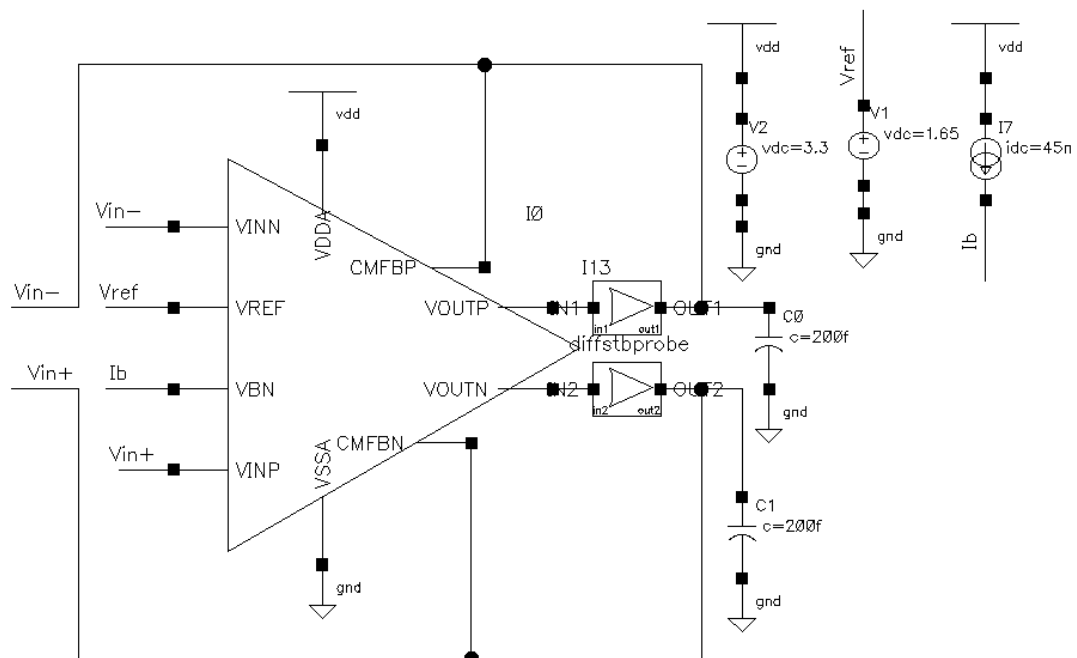 vdd
Vref
vdd
vdd
V2
vdc=3.3
V1
vdc=1.65
I7
idc=45n
gnd
gnd
Ib
Vin-
VINN
VDDA
I0
CMFBP
I13
Vin-
Vref
VREF
VOUTP
IN1
in1
out1
OUT1
C0
c=200f
diffstbprobe
Vin+
Ib
VBN
VOUTN
IN2
in2
out2
OUT2
gnd
Vin+
VINP
VSSA
CMFBN
C1
c=200f
gnd
gnd